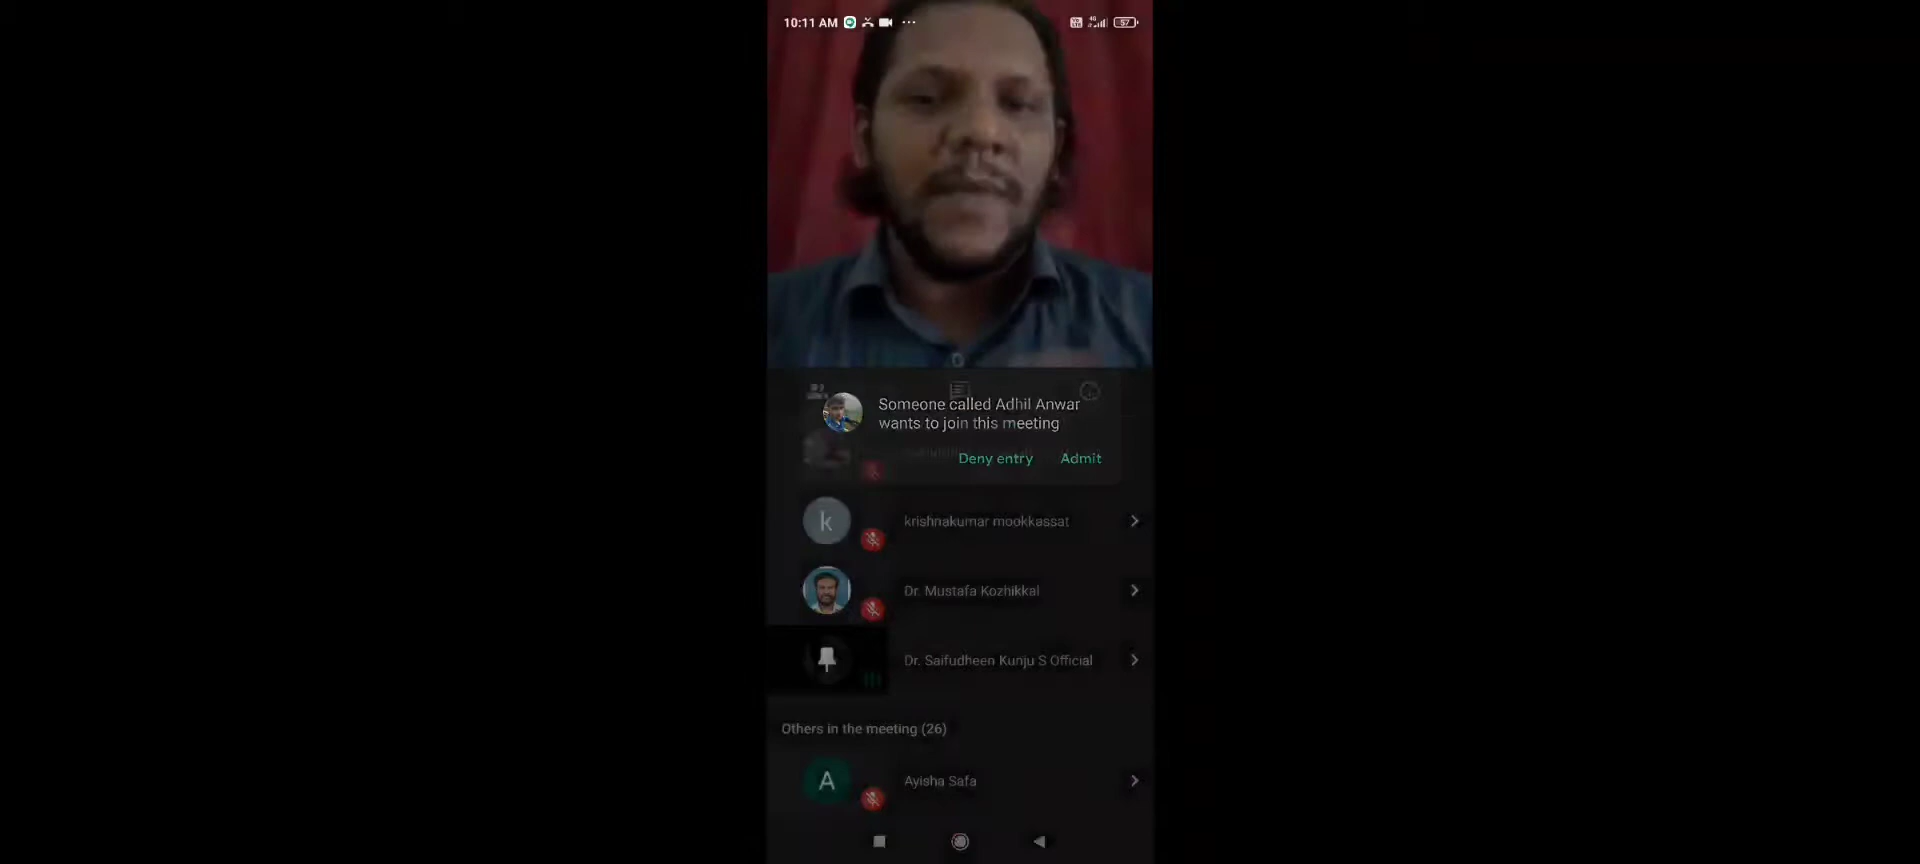 10:11 AM
57
Someone called Adhil Anwar
wants to join this meeting
Deny entry
Admit
k
krishnakumar mookkassat
Dr. Mustafa Kozhikkal
Dr. Saifudheen Kunju S Official
Others in the meeting (26)
A
Ayisha Safa